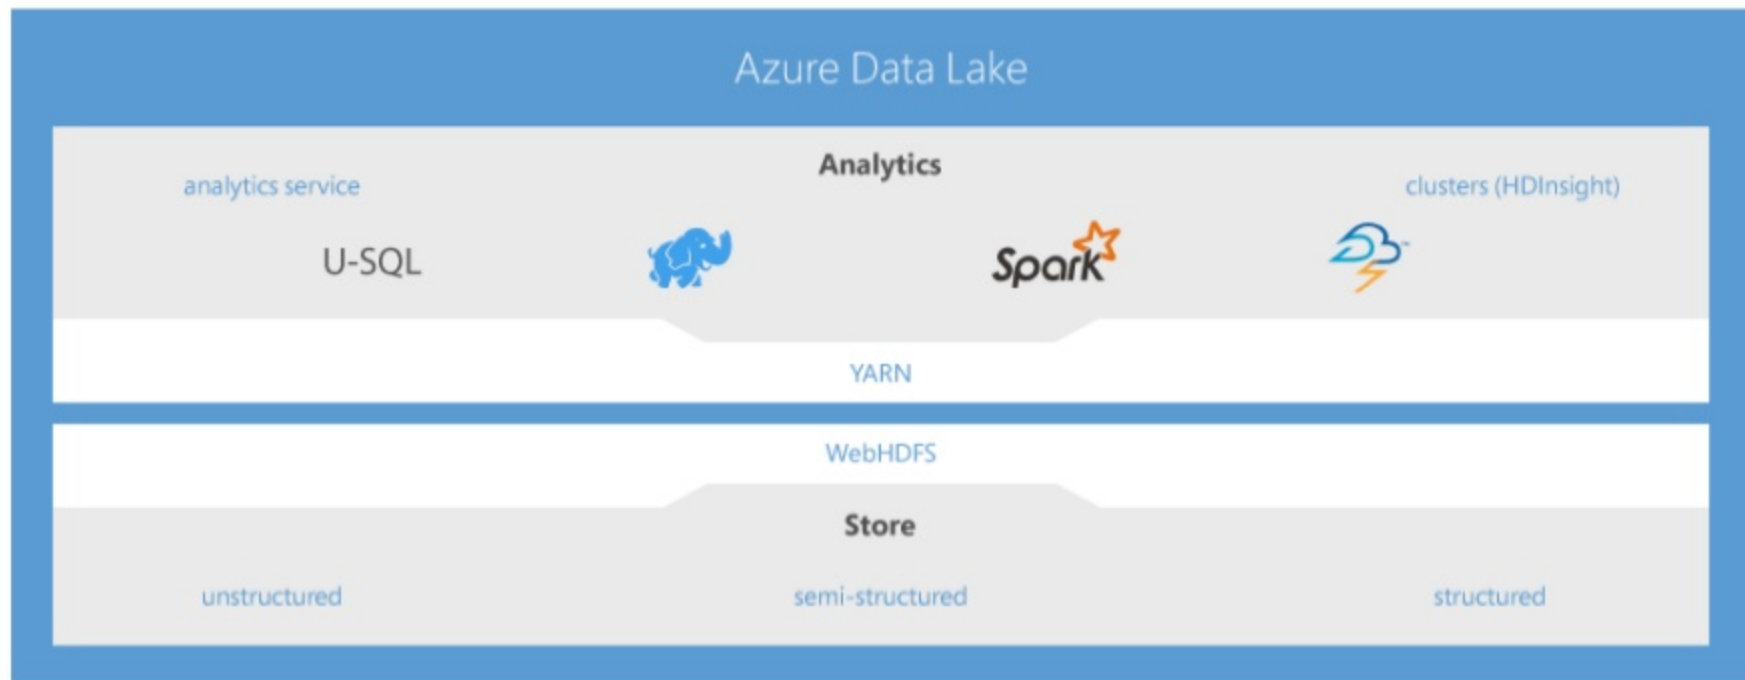 Azure Data Lake
Analytics
analytics service
clusters (HDInsight)
U-SQL
Spark
YARN
WebHDFS
Store
unstructured
semi-structured
structured